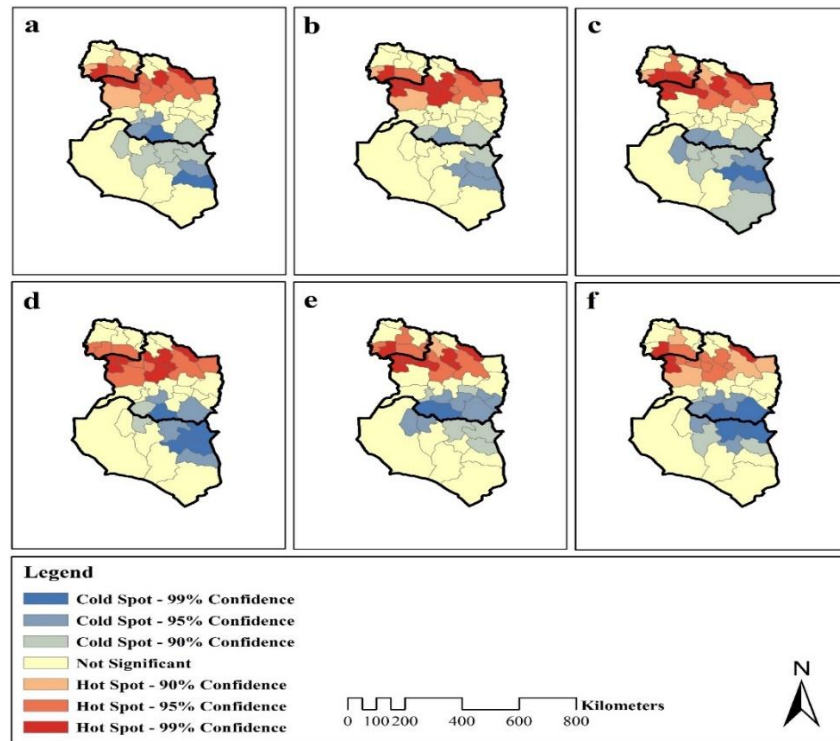 a
b
c
d
e
f
Legend
Cold Spot - 99% Confidence
Cold Spot - 95% Confidence
Cold Spot - 90% Confidence
Not Significant
Hot Spot - 90% Confidence
Hot Spot - 95% Confidence
Hot Spot - 99% Confidence
Kilometers
0 100 200 400 600 800
N